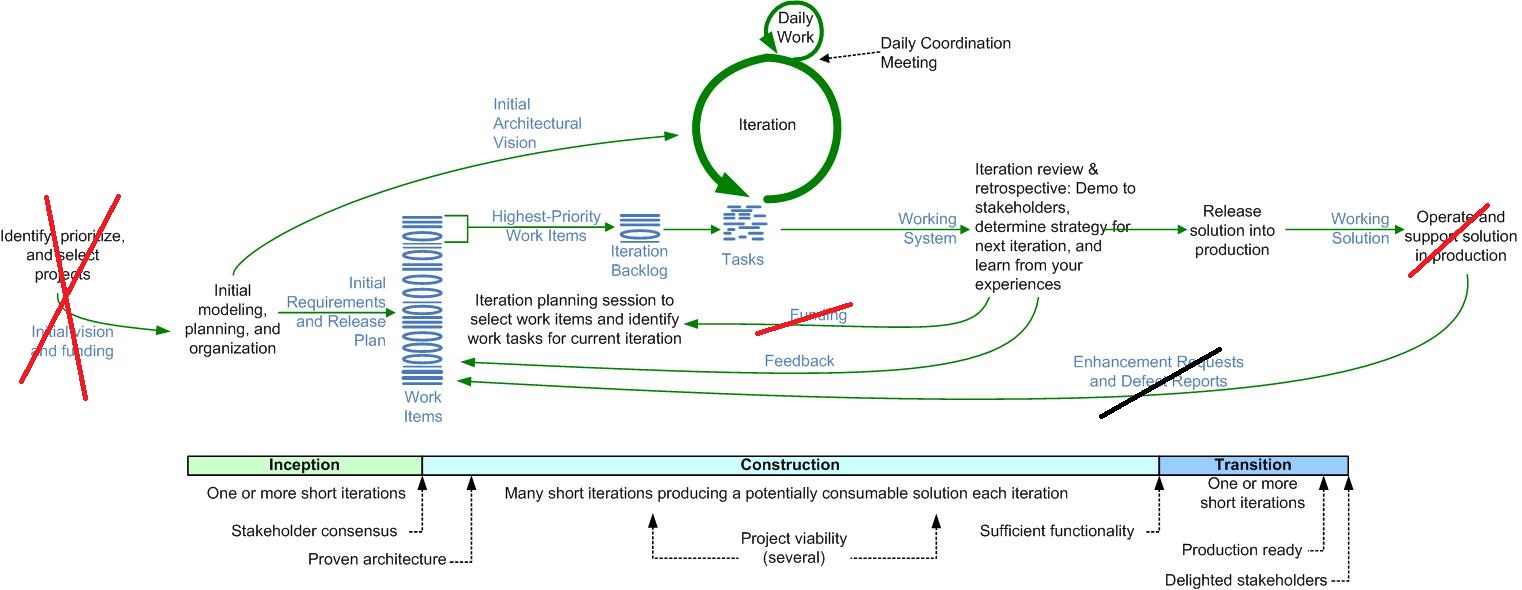 Daily
Work
Daily Coordination
Meeting
Initial
Architectural
Vision
Iteration
Identify, prioritize,
and select
projects
Initial vision
and funding
Initial
modeling,
planning, and
organization
Initial
Requirements
and Release
Plan
Work
Items
Highest-Priority
Work Items
Iteration
Backlog
Tasks
Working
System
Iteration review &
retrospective: Demo to
stakeholders,
determine strategy for
next iteration, and
learn from your
experiences
Release
solution into
production
Working
Solution
Operate and
support solution
in production
Iteration planning session to
select work items and identify
work tasks for current iteration
Funding
Feedback
Enhancement Requests
and Defect Reports
Inception
Construction
Transition
One or more short iterations
Many short iterations producing a potentially consumable solution each iteration
One or more
short iterations
Stakeholder consensus
Proven architecture
Project viability
(several)
Sufficient functionality
Production ready
Delighted stakeholders